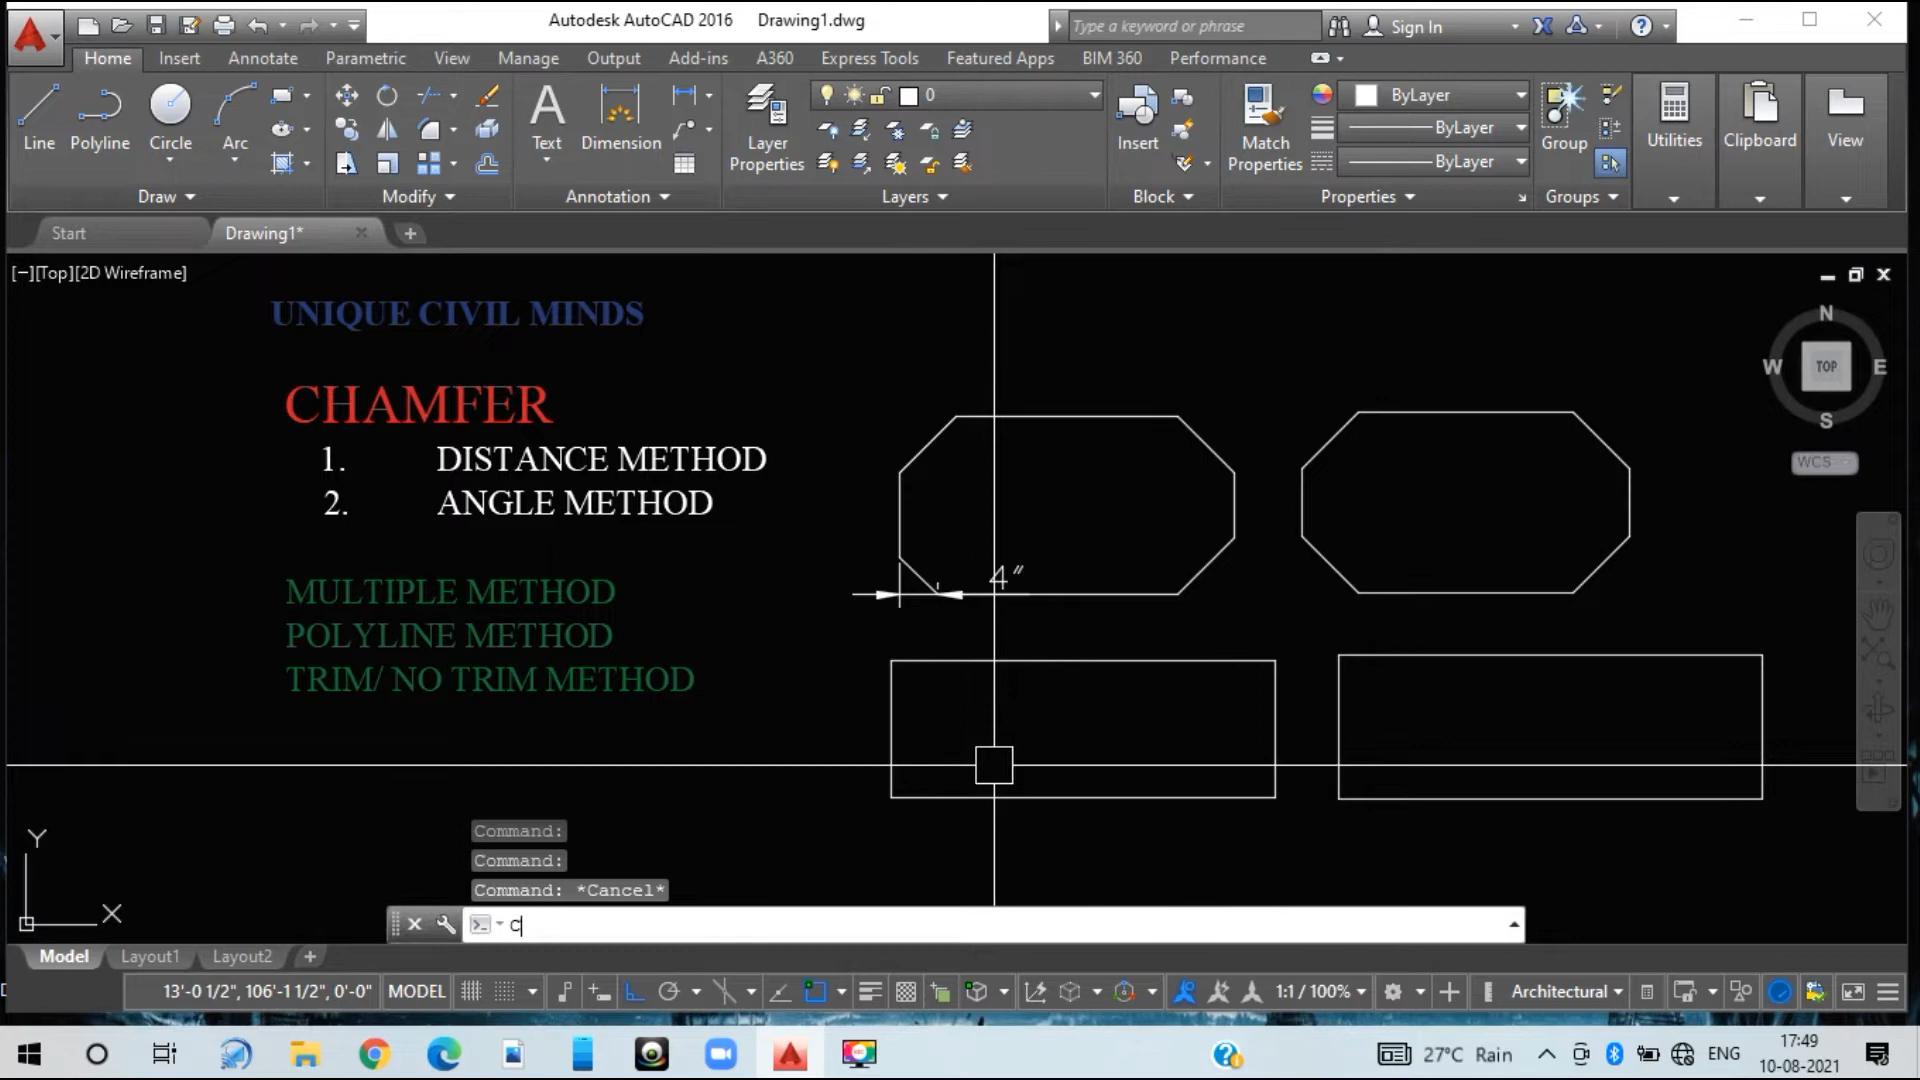 Autodesk AutoCAD 2016 Drawing1.dwg
Type a keyword or phrase
Sign In
Home Insert Annotate Parametric View Manage Output Add-ins A360 Express Tools Featured Apps BIM 360 Performance
0
ByLayer
ByLayer
ByLayer
Line Polyline Circle Arc
Text Dimension
Layer Properties
Insert
Match Properties
Group
Utilities
Clipboard
View
Draw Modify Annotation Layers Block Properties Groups
Start Drawing1* +
[−][Top][2D Wireframe]
UNIQUE CIVIL MINDS
CHAMFER
1. DISTANCE METHOD
2. ANGLE METHOD
MULTIPLE METHOD
POLYLINE METHOD
TRIM/ NO TRIM METHOD
4"
N
W TOP E
S
WCS
Y
X
Command:
Command:
Command: *Cancel*
C
Model Layout1 Layout2 +
13'-0 1/2", 106'-1 1/2", 0'-0" MODEL 1:1 / 100% Architectural
27°C Rain ENG
17:49
10-08-2021